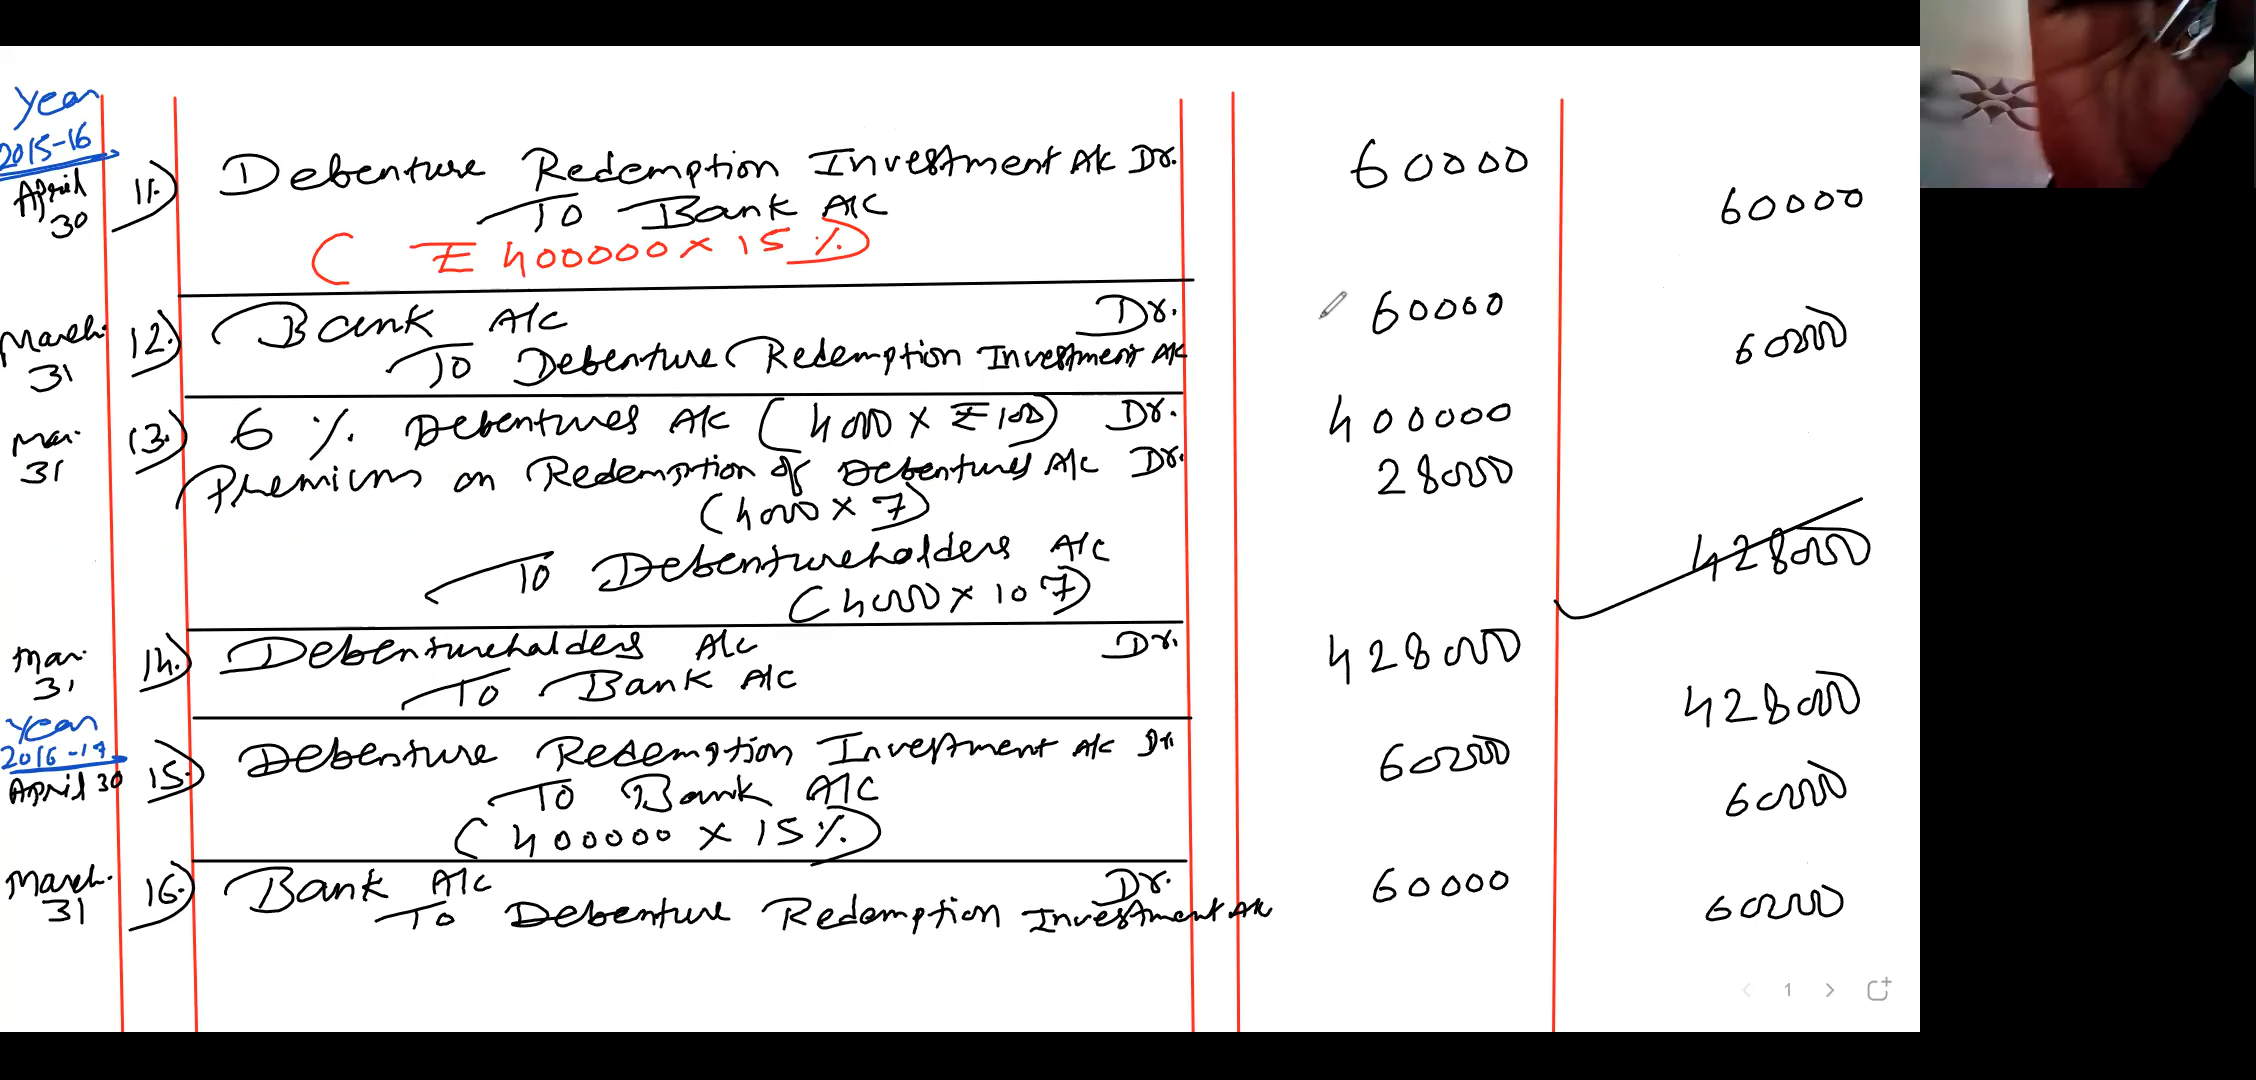 Year
2015-16
April 30 11.) Debenture Redemption Investment A/c Dr. 60000
To Bank A/C 60000
( ₹ 400000 × 15 %)
March 31 12.) Bank A/c Dr. 60000
To Debenture Redemption Investment A/c 60000
Mar. 31 13.) 6 %. Debentures A/c (4000 × ₹ 100) Dr. 400000
Premium on Redemption of Debentures A/c Dr. 28000
(4000 × 7)
To Debentureholders A/c 428000
(4000 × 107)
Mar. 31 14.) Debentureholders A/c Dr. 428000
To Bank A/c 428000
Year
2016-17
April 30 15.) Debenture Redemption Investment A/c Dr. 60000
To Bank A/C 60000
(400000 × 15 %.)
March. 31 16.) Bank A/c Dr. 60000
To Debenture Redemption Investment A/c 60000
< 1 >